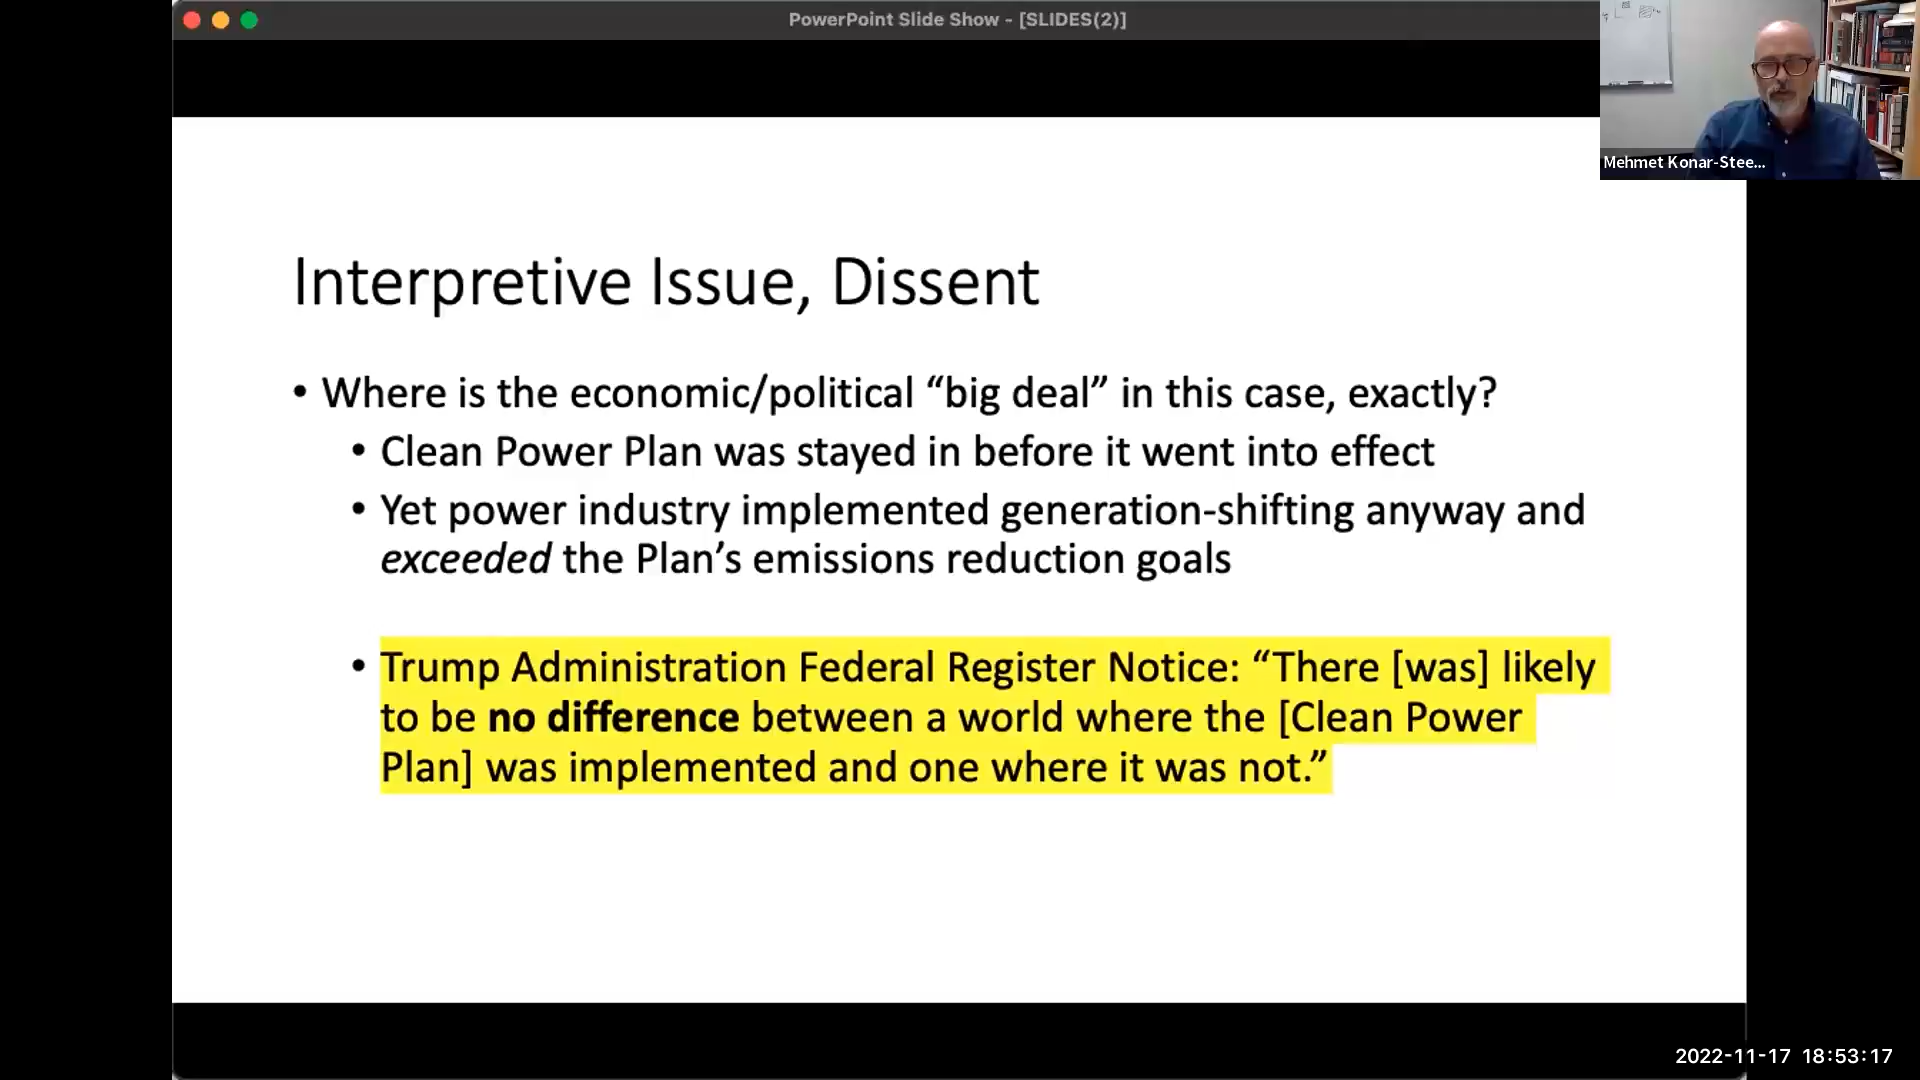 PowerPoint Slide Show - [SLIDES(2)]
Mehmet Konar-Stee...
Interpretive Issue, Dissent
• Where is the economic/political “big deal” in this case, exactly?
• Clean Power Plan was stayed in before it went into effect
• Yet power industry implemented generation-shifting anyway and
exceeded the Plan’s emissions reduction goals
• Trump Administration Federal Register Notice: “There [was] likely
to be no difference between a world where the [Clean Power
Plan] was implemented and one where it was not.”
2022-11-17 18:53:17